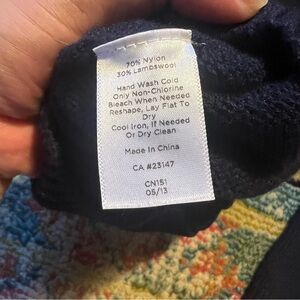 70% Nylon
30% Lambswool
Hand Wash Cold
Only Non-Chlorine
Bleach When Needed
Reshape, Lay Flat To
Dry
Cool Iron, If Needed
Or Dry Clean
Made In China
CA #23147
CN151
05/13